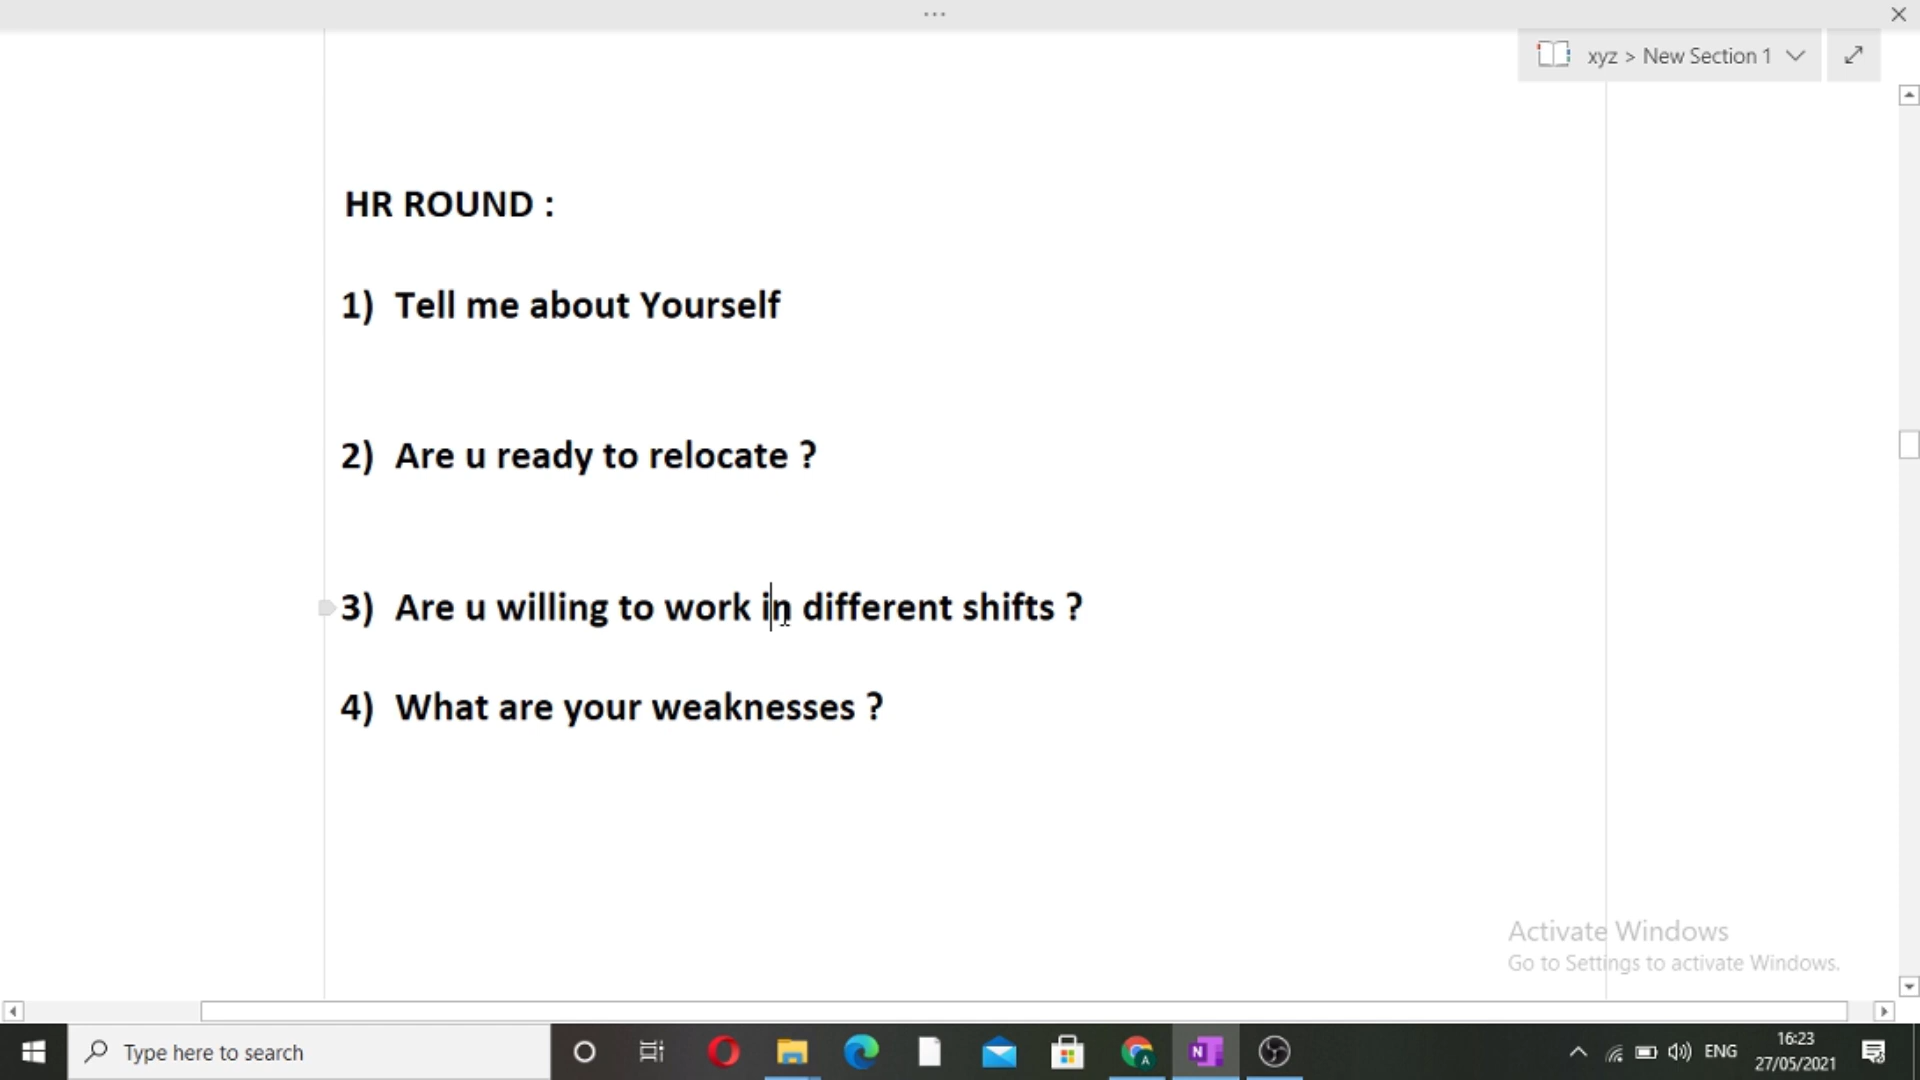 ...
xyz > New Section 1
HR ROUND :
1) Tell me about Yourself
2) Are u ready to relocate ?
3) Are u willing to work in different shifts ?
4) What are your weaknesses ?
Activate Windows
Go to Settings to activate Windows.
Type here to search
A
N
ENG
16:23
27/05/2021